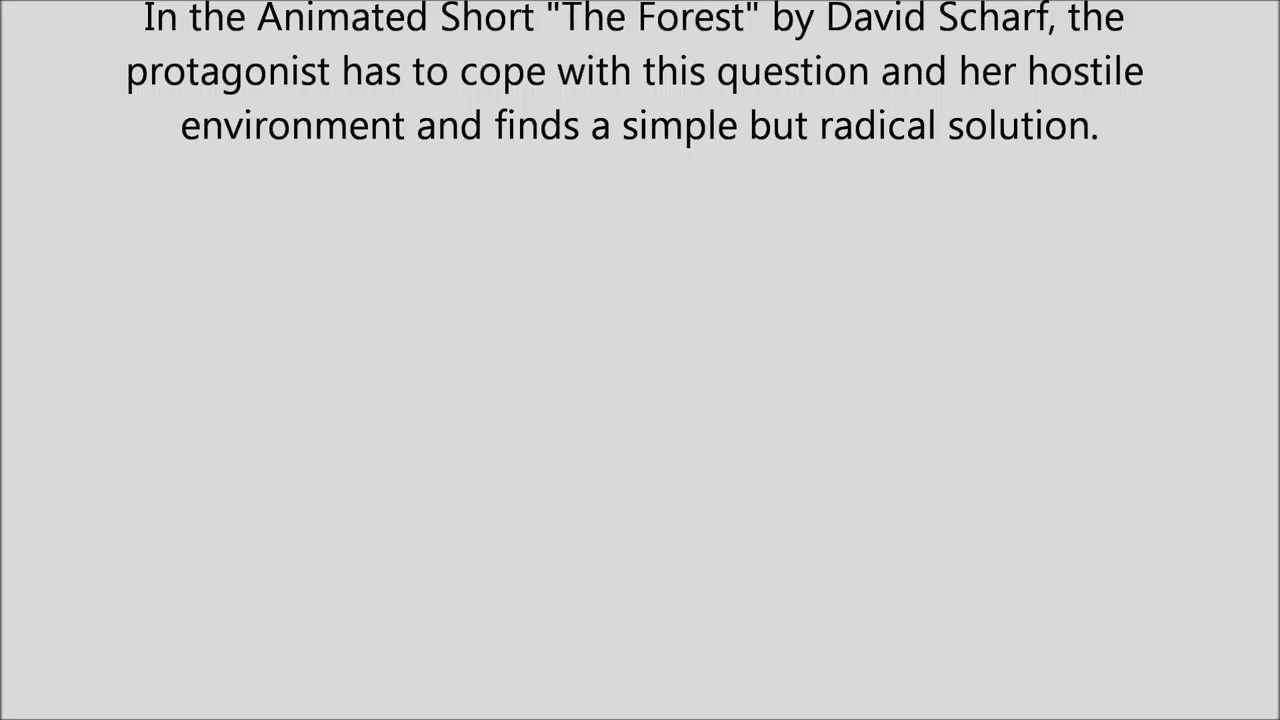 In the Animated Short "The Forest" by David Scharf, the
protagonist has to cope with this question and her hostile
environment and finds a simple but radical solution.